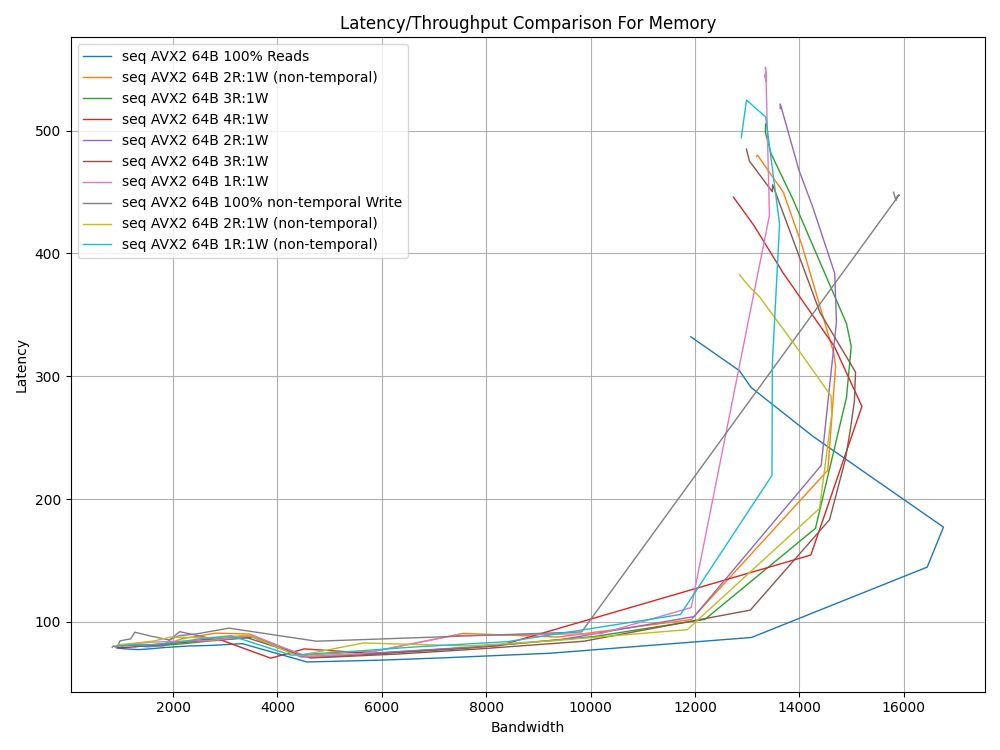 Latency/Throughput Comparison For Memory
seq AVX2 64B 100% Reads
seq AVX2 64B 2R:1W (non-temporal)
seq AVX2 64B 3R:1W
seq AVX2 64B 4R:1W
seq AVX2 64B 2R:1W
seq AVX2 64B 3R:1W
seq AVX2 64B 1R:1W
seq AVX2 64B 100% non-temporal Write
seq AVX2 64B 2R:1W (non-temporal)
seq AVX2 64B 1R:1W (non-temporal)
500
400
300
200
100
Latency
2000 4000 6000 8000 10000 12000 14000 16000
Bandwidth